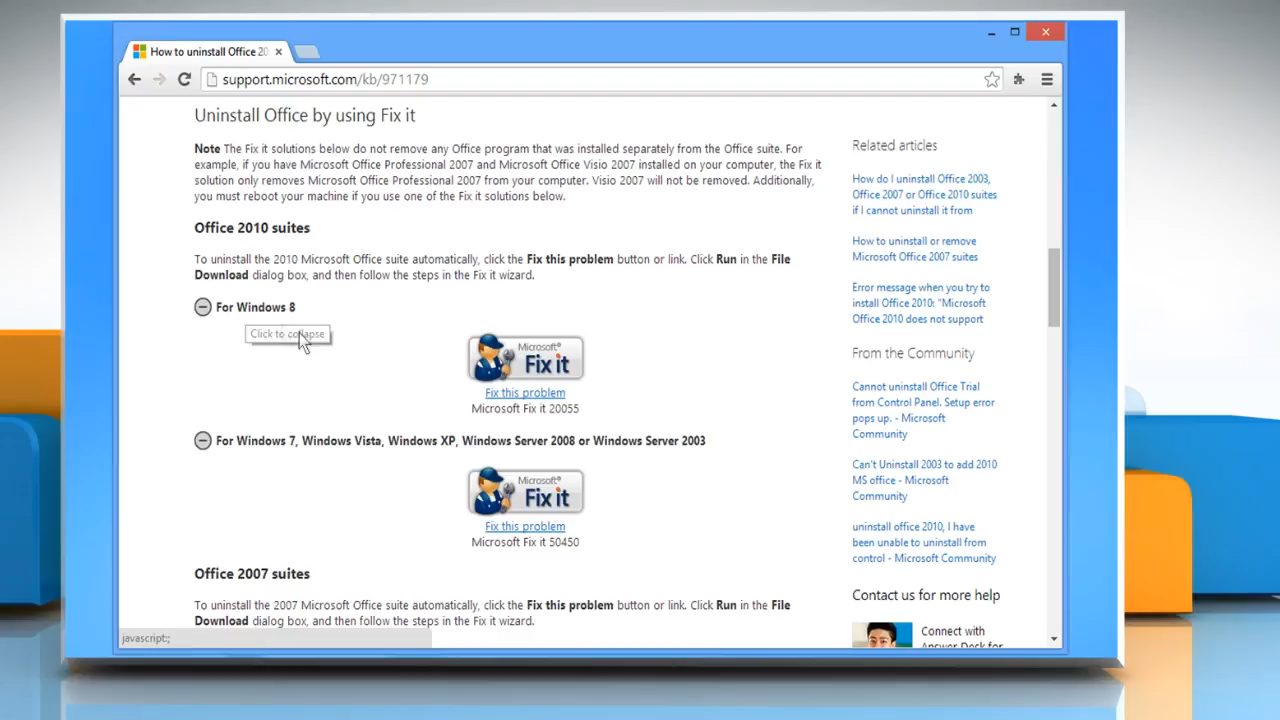 How to uninstall Office 20
support.microsoft.com/kb/971179
Uninstall Office by using Fix it
Note The Fix it solutions below do not remove any Office program that was installed separately from the Office suite. For
example, if you have Microsoft Office Professional 2007 and Microsoft Office Visio 2007 installed on your computer, the Fix it
solution only removes Microsoft Office Professional 2007 from your computer. Visio 2007 will not be removed. Additionally,
you must reboot your machine if you use one of the Fix it solutions below.
Office 2010 suites
To uninstall the 2010 Microsoft Office suite automatically, click the Fix this problem button or link. Click Run in the File
Download dialog box, and then follow the steps in the Fix it wizard.
For Windows 8
Click to collapse
Microsoft®
Fix it
Fix this problem
Microsoft Fix it 20055
For Windows 7, Windows Vista, Windows XP, Windows Server 2008 or Windows Server 2003
Microsoft®
Fix it
Fix this problem
Microsoft Fix it 50450
Office 2007 suites
To uninstall the 2007 Microsoft Office suite automatically, click the Fix this problem button or link. Click Run in the File
Download dialog box, and then follow the steps in the Fix it wizard.
javascript:;
Related articles
How do I uninstall Office 2003,
Office 2007 or Office 2010 suites
if I cannot uninstall it from
How to uninstall or remove
Microsoft Office 2007 suites
Error message when you try to
install Office 2010: "Microsoft
Office 2010 does not support
From the Community
Cannot uninstall Office Trial
from Control Panel. Setup error
pops up. - Microsoft
Community
Can't Uninstall 2003 to add 2010
MS office - Microsoft
Community
uninstall office 2010, I have
been unable to uninstall from
control - Microsoft Community
Contact us for more help
Connect with
Answer Desk for